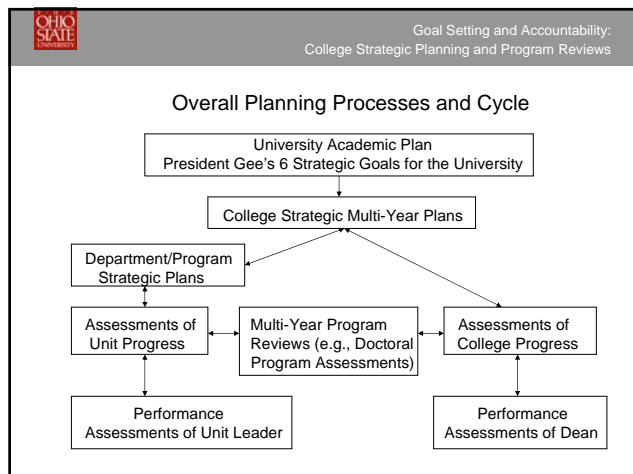 OHIO
STATE
UNIVERSITY
Goal Setting and Accountability:
College Strategic Planning and Program Reviews
Overall Planning Processes and Cycle
University Academic Plan
President Gee's 6 Strategic Goals for the University
College Strategic Multi-Year Plans
Department/Program
Strategic Plans
Assessments of
Unit Progress
Multi-Year Program
Reviews (e.g., Doctoral
Program Assessments)
Assessments of
College Progress
Performance
Assessments of Unit Leader
Performance
Assessments of Dean